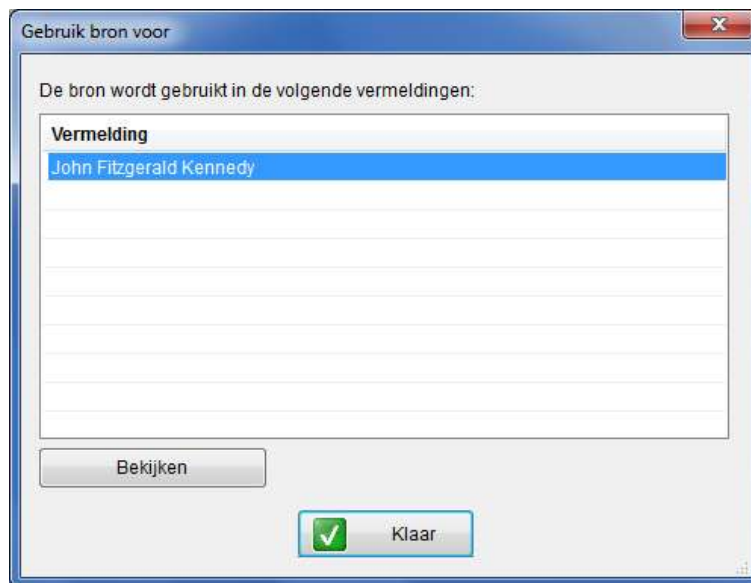 Gebruik bron voor
De bron wordt gebruikt in de volgende vermeldingen:
Vermelding
John Fitzgerald Kennedy
Bekijken
Klaar